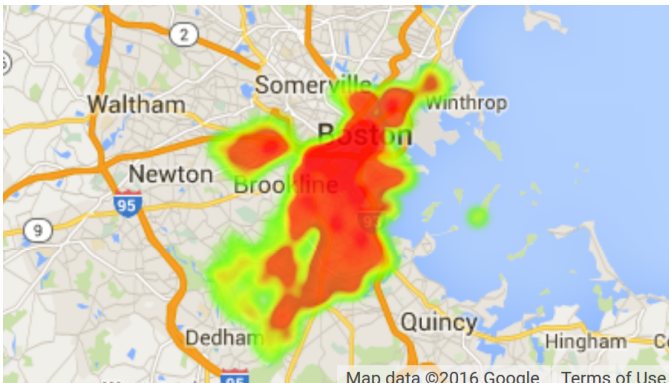 2
Somerville
Waltham
Winthrop
Boston
Newton
Brookline
95
9
Quincy
Dedham
Hingham
95
Map data ©2016 Google
Terms of Use